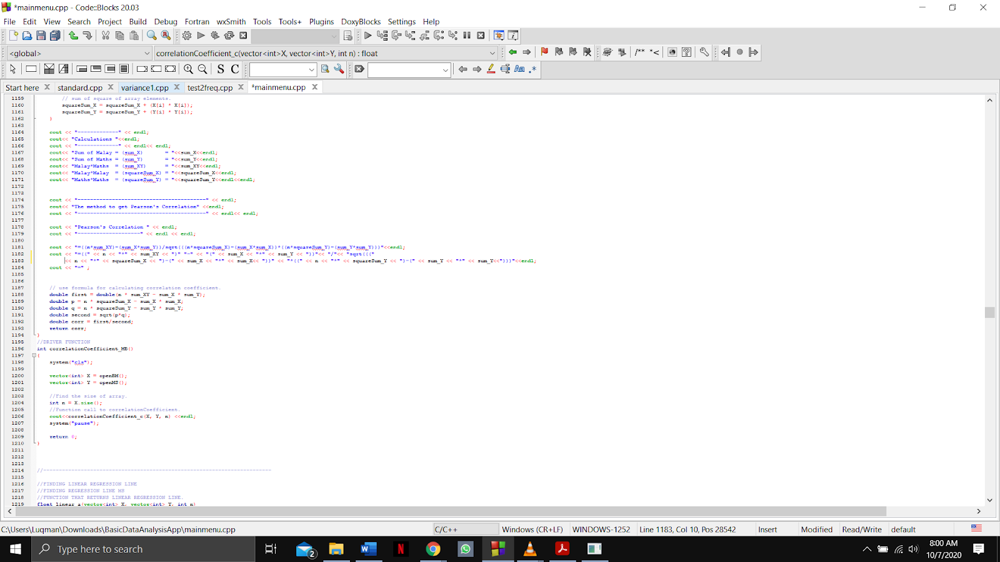 *mainmenu.cpp - Code::Blocks 20.03
File Edit View Search Project Build Debug Fortran wxSmith Tools Tools+ Plugins DoxyBlocks Settings Help
<global> correlationCoefficient_c(vector<int>X, vector<int>Y, int n) : float
/** *<
S C
Aa .*
Start here standard.cpp variance1.cpp test2freq.cpp *mainmenu.cpp
1159 // sum of square of array elements.
1160 squareSum_X = squareSum_X + (X[i] * X[i]);
1161 squareSum_Y = squareSum_Y + (Y[i] * Y[i]);
1162 }
1163
1164 cout << "-------------" << endl;
1165 cout<< "Calculations "<<endl;
1166 cout << "-------------" << endl<< endl;
1167 cout<< "Sum of Malay = (sum_X) = "<<sum_X<<endl;
1168 cout<< "Sum of Maths = (sum_Y) = "<<sum_Y<<endl;
1169 cout<< "Malay*Maths = (sum_XY) = "<<sum_XY<<endl;
1170 cout<< "Malay*Malay = (squareSum_X) = "<<squareSum_X<<endl;
1171 cout<< "Maths*Maths = (squareSum_Y) = "<<squareSum_Y<<endl<<endl;
1172
1173
1174 cout << "-----------------------------------------" << endl;
1175 cout<< "The method to get Pearson's Correlation" <<endl;
1176 cout << "-----------------------------------------" << endl<< endl;
1177
1178 cout << "Pearson's Correlation " << endl;
1179 cout << "--------------------" << endl << endl;
1180
1181 cout << "=((n*sum_XY)-(sum_X*sum_Y))/sqrt(((n*squareSum_X)-(sum_X*sum_X))*((n*squareSum_Y)-(sum_Y*sum_Y)))"<<endl;
1182 cout << "=((" << n << "*" << sum_XY << ")" "-" << "(" << sum_X << "*" << sum_Y << "))"<< "/"<< "sqrt((("
1183 << n << "*" << squareSum_X << ")-(" << sum_X << "*" << sum_X<< "))" << "*((" << n << "*" << squareSum_Y << ")-(" << sum_Y << "*" << sum_Y<<")))"<<endl;
1184 cout << "=" ;
1185
1186
1187 // use formula for calculating correlation coefficient.
1188 double first = double(n * sum_XY - sum_X * sum_Y);
1189 double p = n * squareSum_X - sum_X * sum_X;
1190 double q = n * squareSum_Y - sum_Y * sum_Y;
1191 double second = sqrt(p*q);
1192 double corr = first/second;
1193 return corr;
1194 }
1195 //DRIVER FUNCTION
1196 int correlationCoefficient_MB()
1197 {
1198 system("cls");
1199
1200 vector<int> X = openBM();
1201 vector<int> Y = openMS();
1202
1203 //Find the size of array.
1204 int n = X.size();
1205 //Function call to correlationCoefficient.
1206 cout<<correlationCoefficient_c(X, Y, n) <<endl;
1207 system("pause");
1208
1209 return 0;
1210 }
1211
1212
1213
1214 //-------------------------------------------------------------------------
1215
1216 //FINDING LINEAR REGRESSION LINE
1217 //FINDING REGRESSION LINE MS
1218 //FUNCTION THAT RETURNS LINEAR REGRESSION LINE.
1219 float linear_a(vector<int> X, vector<int> Y, int n)
C:\Users\Luqman\Downloads\BasicDataAnalysisApp\mainmenu.cpp C/C++ Windows (CR+LF) WINDOWS-1252 Line 1183, Col 10, Pos 28542 Insert Modified Read/Write default
Type here to search
2
8:00 AM
10/7/2020